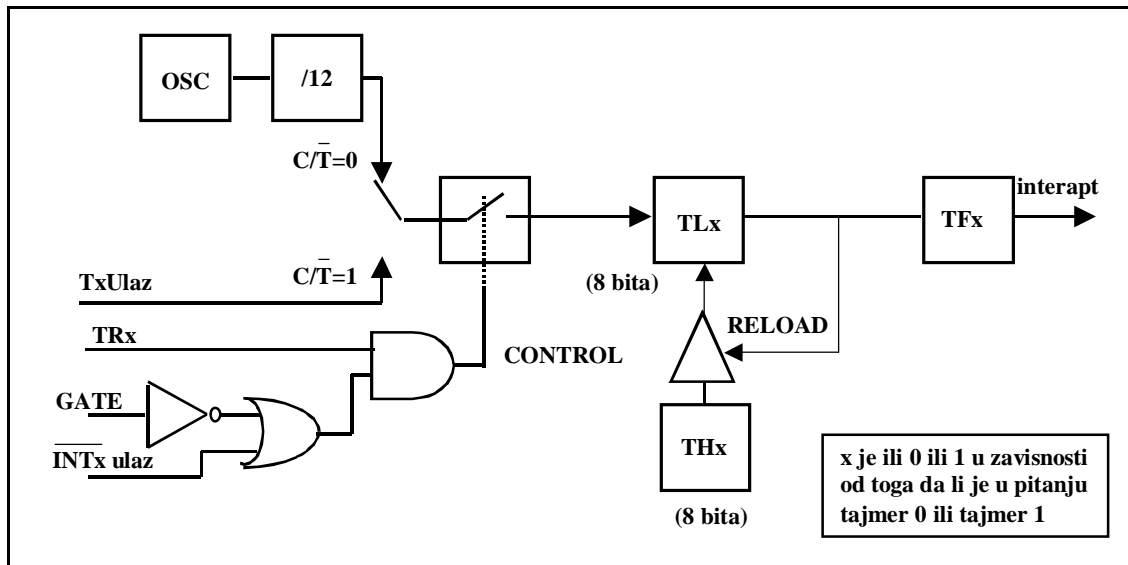 OSC
/12
C/T̅=0
interapt
TLx
TFx
TxUlaz
C/T̅=1
(8 bita)
TRx
RELOAD
CONTROL
GATE
I̅N̅T̅x̅ ulaz
THx
(8 bita)
x je ili 0 ili 1 u zavisnosti
od toga da li je u pitanju
tajmer 0 ili tajmer 1